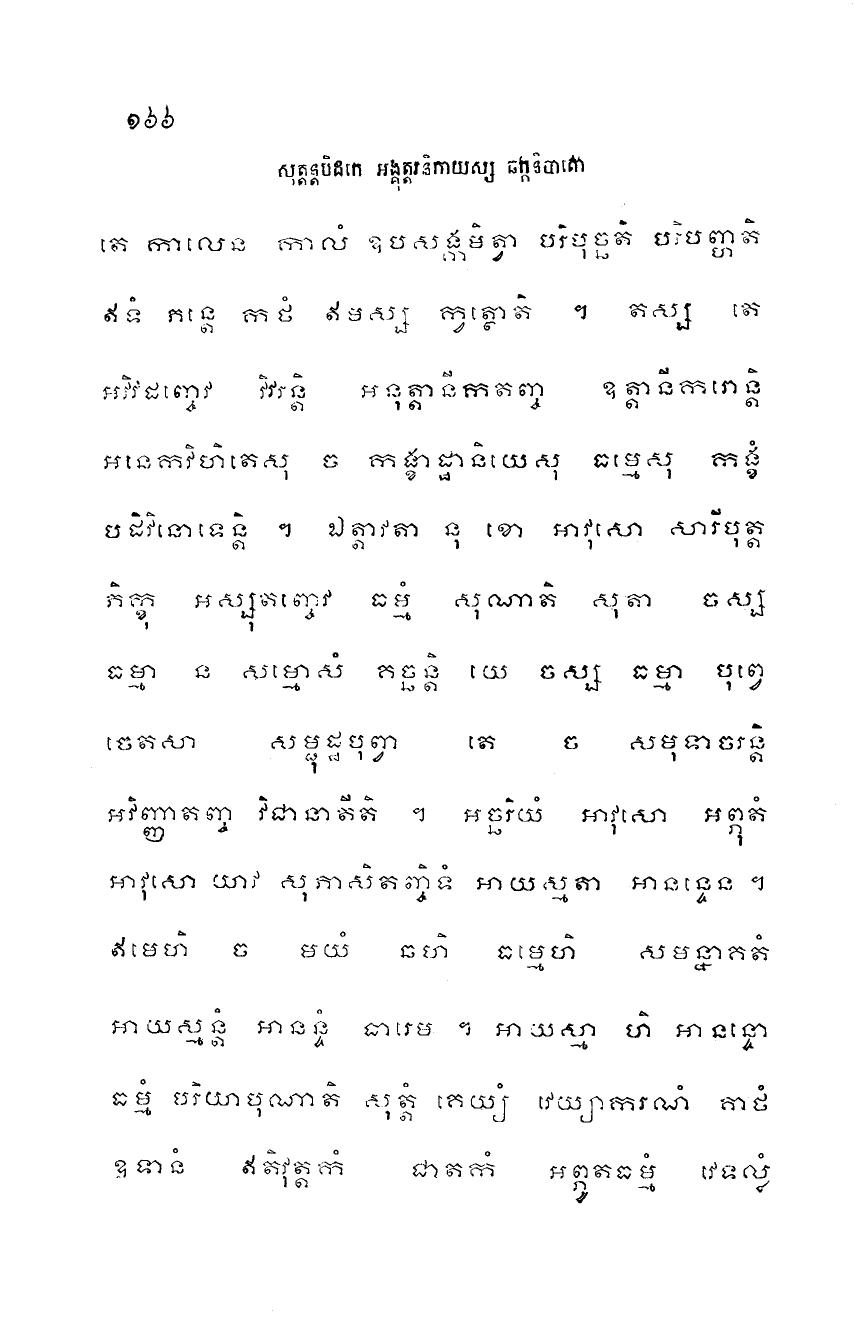 ១៦៦
សុត្តន្តបិដកេ អង្គុត្តរនិកាយស្ស ឆក្កនិបាតោ
តេ កាលេន កាលំ ឧបសង្កមិត្វា បរិបុច្ឆតិ បរិបញ្ហតិ
ឥទំ ភន្តេ កថំ ឥមស្ស ក្វត្ថោតិ ។ តស្ស តេ
អវិវដញ្ចេវ វិវរន្តិ អនុត្តានីកតញ្ច ឧត្តានីករោន្តិ
អនេកវិហិតេសុ ច កង្ខាដ្ឋានិយេសុ ធម្មេសុ កង្ខំ
បដិវិនោទេន្តិ ។ ឯត្តាវតា នុ ខោ អាវុសោ សារីបុត្ត
ភិក្ខុ អស្សុតញ្ចេវ ធម្មំ សុណាតិ សុតា ចស្ស
ធម្មា ន សម្មោសំ គច្ឆន្តិ យេ ចស្ស ធម្មា បុព្វេ
ចេតសា សម្ផុដ្ឋបុព្វា តេ ច សមុទាចរន្តិ
អវិញ្ញាតញ្ច វិជានាតីតិ ។ អច្ឆរិយំ អាវុសោ អព្ភុតំ
អាវុសោ យាវ សុភាសិតញ្ចិទំ អាយស្មតា អានន្ទេន ។
ឥមេហិ ច មយំ ឆហិ ធម្មេហិ សមន្នាគតំ
អាយស្មន្តំ អានន្ទំ ធារេម ។ អាយស្មា ហិ អានន្ទោ
ធម្មំ បរិយាបុណាតិ សុត្តំ គេយ្យំ វេយ្យាករណំ គាថំ
ឧទានំ ឥតិវុត្តកំ ជាតកំ អព្ភូតធម្មំ វេទល្លំ